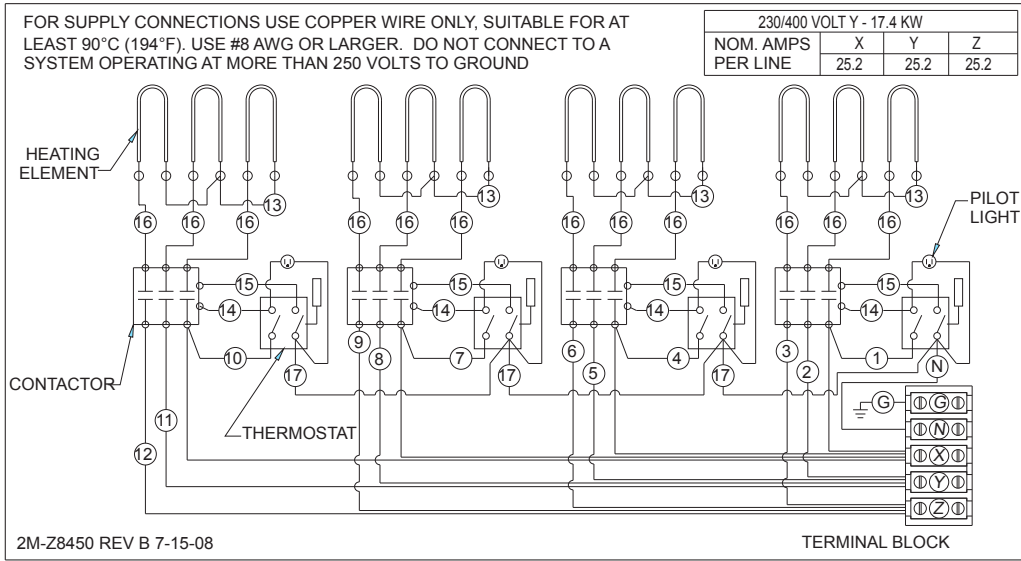 FOR SUPPLY CONNECTIONS USE COPPER WIRE ONLY, SUITABLE FOR AT
LEAST 90°C (194°F). USE #8 AWG OR LARGER. DO NOT CONNECT TO A
SYSTEM OPERATING AT MORE THAN 250 VOLTS TO GROUND
230/400 VOLT Y - 17.4 KW
NOM. AMPS X Y Z
PER LINE 25.2 25.2 25.2
HEATING
ELEMENT
13 13 13 13
PILOT
LIGHT
16 16 16 16 16 16 16 16 16 16 16 16
15 15 15 15
14 14 14 14
9 6 3
10 8 7 5 4 2 1 N
17 17 17
CONTACTOR
G G
11
THERMOSTAT
N
12
X
Y
Z
2M-Z8450 REV B 7-15-08
TERMINAL BLOCK